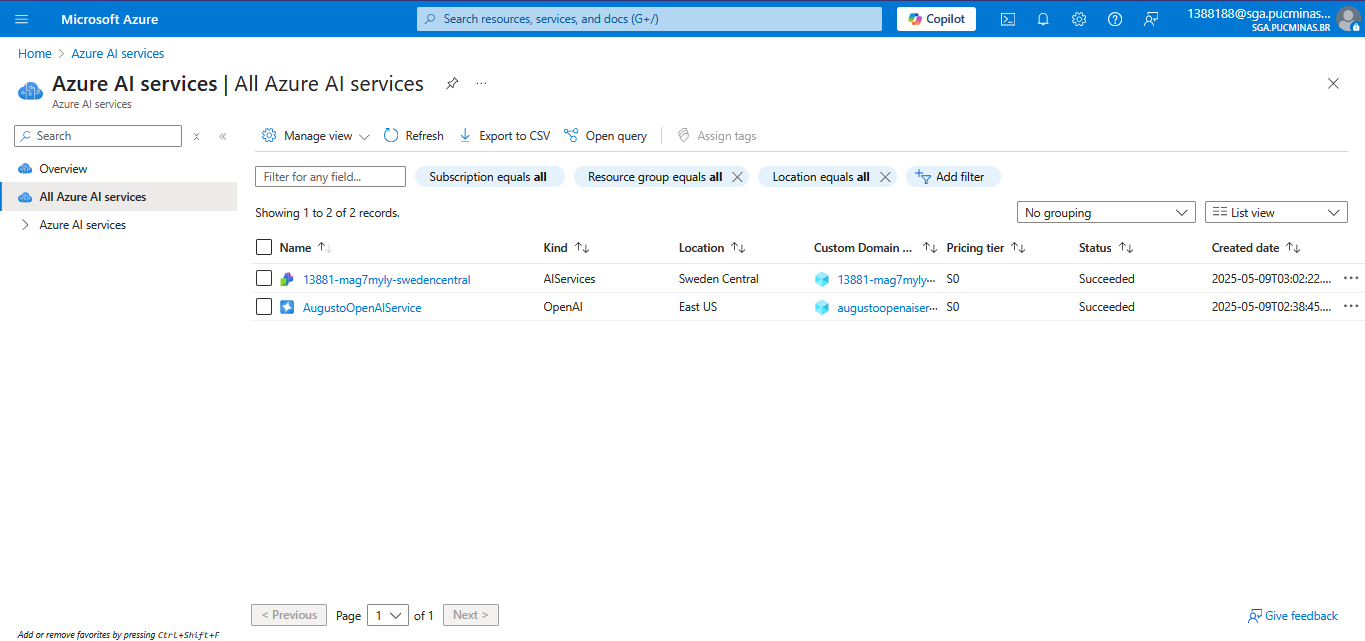 Microsoft Azure
Search resources, services, and docs (G+/)
Copilot
1388188@sga.pucminas...
SGA.PUCMINAS.BR
Home > Azure AI services
Azure AI services | All Azure AI services
Azure AI services
Search
Overview
All Azure AI services
Azure AI services
Manage view Refresh Export to CSV Open query Assign tags
Filter for any field... Subscription equals all Resource group equals all Location equals all Add filter
Showing 1 to 2 of 2 records. No grouping List view
Name Kind Location Custom Domain ... Pricing tier Status Created date
13881-mag7myly-swedencentral AIServices Sweden Central 13881-mag7myly-... S0 Succeeded 2025-05-09T03:02:22....
AugustoOpenAIService OpenAI East US augustoopenaiser... S0 Succeeded 2025-05-09T02:38:45....
< Previous Page 1 of 1 Next >
Give feedback
Add or remove favorites by pressing Ctrl+Shift+F